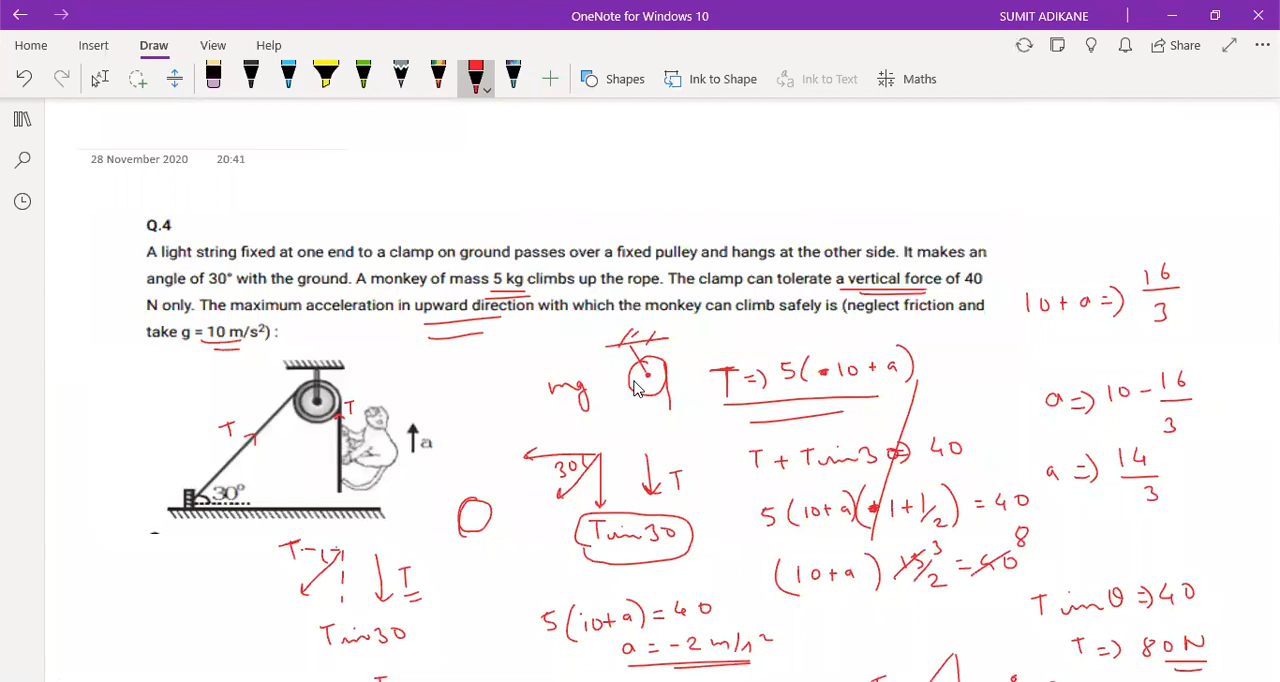 OneNote for Windows 10
SUMIT ADIKANE
Home Insert Draw View Help
Share
Shapes Ink to Shape Ink to Text Maths
28 November 2020 20:41
Q.4
A light string fixed at one end to a clamp on ground passes over a fixed pulley and hangs at the other side. It makes an
angle of 30° with the ground. A monkey of mass 5 kg climbs up the rope. The clamp can tolerate a vertical force of 40
N only. The maximum acceleration in upward direction with which the monkey can climb safely is (neglect friction and
take g = 10 m/s²) :
10 + a => 16/3
mg
T => 5(10 + a)
a => 10 - 16/3
T
T
a
30°
T + T sin 30 => 40
30
T
a => 14/3
5(10+a)(1 + 1/2) = 40
T sin 30
(10+a) 15/2 = 40
3
8
T
T
T sin 30
5(10+a) = 40
a = -2 m/s²
T sin θ => 40
T => 80 N